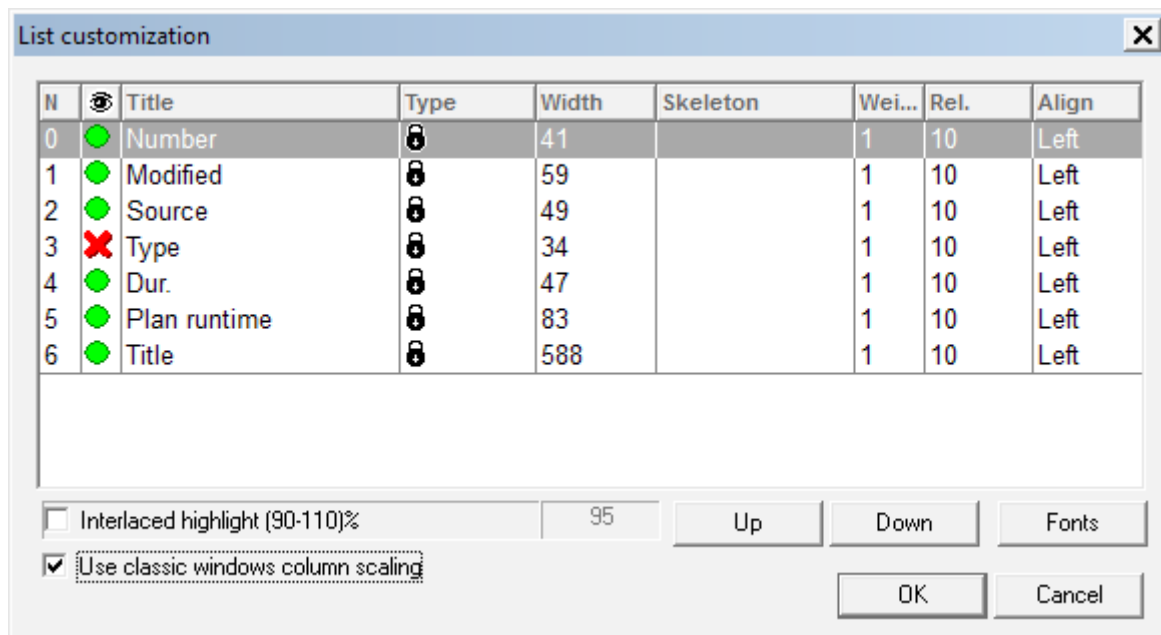 List customization
N Title Type Width Skeleton Wei... Rel. Align
0 Number 41 1 10 Left
1 Modified 59 1 10 Left
2 Source 49 1 10 Left
3 Type 34 1 10 Left
4 Dur. 47 1 10 Left
5 Plan runtime 83 1 10 Left
6 Title 588 1 10 Left
Interlaced highlight (90-110)% 95 Up Down Fonts
Use classic windows column scaling
OK Cancel